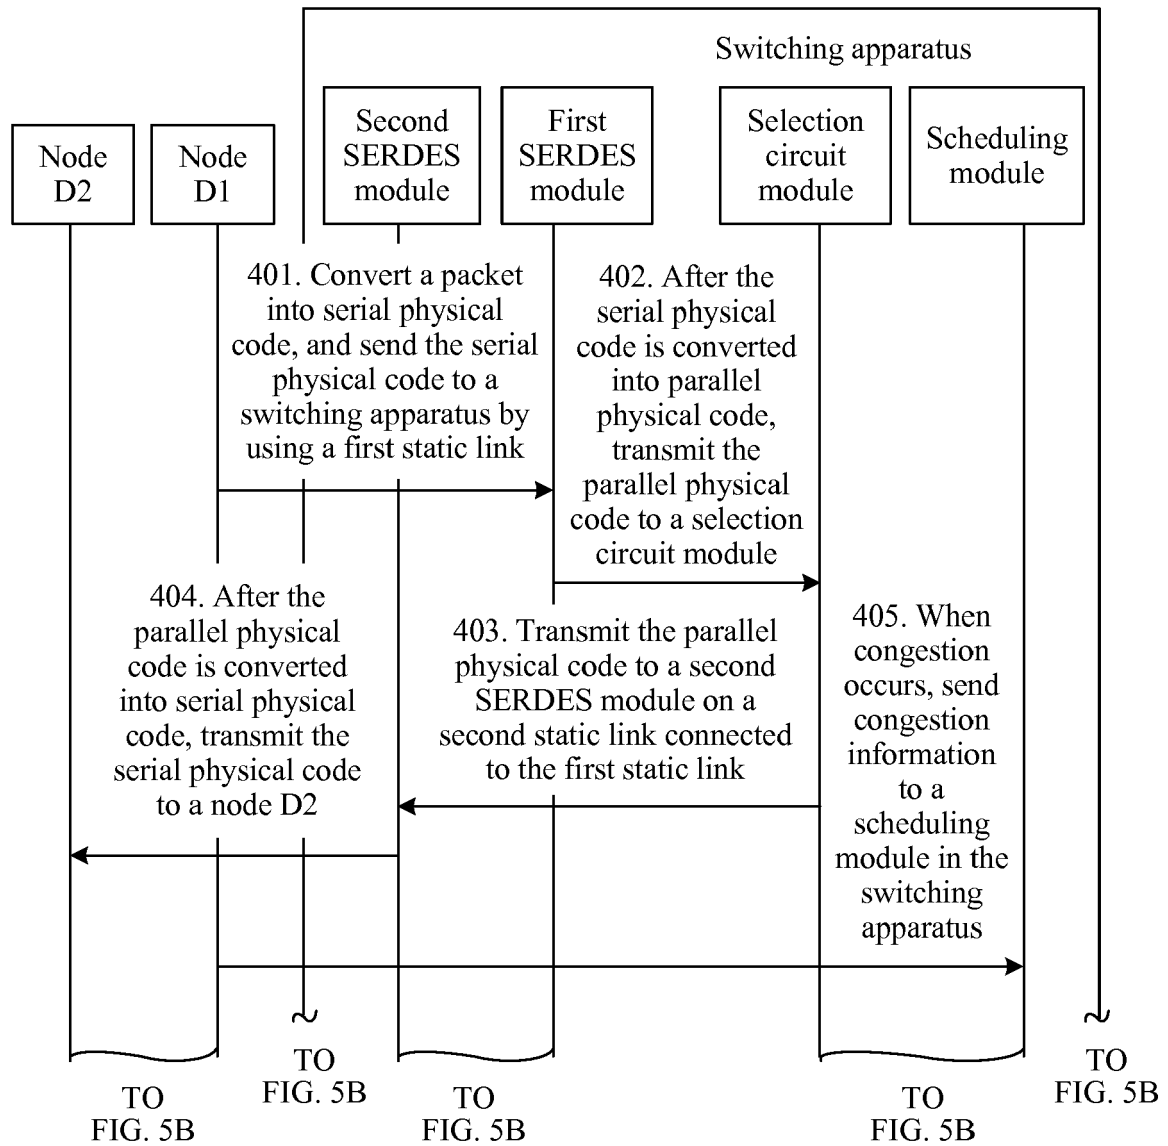 Switching apparatus
Node
D2
Node
D1
Second
SERDES
module
First
SERDES
module
Selection
circuit
module
Scheduling
module
401. Convert a packet
into serial physical
code, and send the serial
physical code to a
switching apparatus by
using a first static link
402. After the
serial physical
code is converted
into parallel
physical code,
transmit the
parallel physical
code to a selection
circuit module
403. Transmit the parallel
physical code to a second
SERDES module on a
second static link connected
to the first static link
404. After the
parallel physical
code is converted
into serial physical
code, transmit the
serial physical code
to a node D2
405. When
congestion
occurs, send
congestion
information
to a
scheduling
module in the
switching
apparatus
TO
FIG. 5B
TO
FIG. 5B
TO
FIG. 5B
TO
FIG. 5B
TO
FIG. 5B